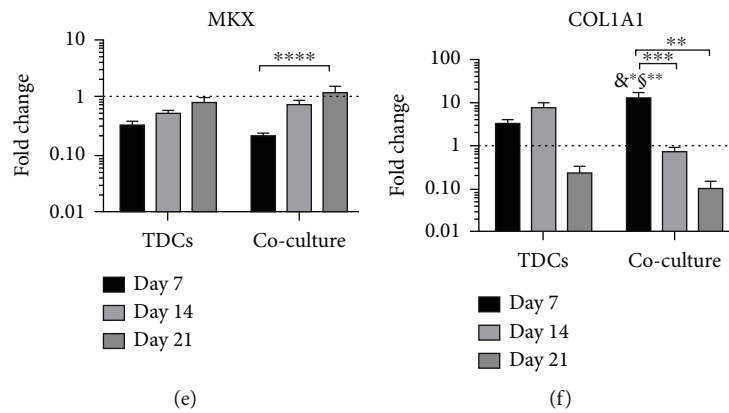 MKX
Fold change
10
1
0.10
0.01
****
TDCs
Co-culture
Day 7
Day 14
Day 21
(e)
COL1A1
Fold change
100
10
1
0.10
0.01
**
***
&*§**
TDCs
Co-culture
Day 7
Day 14
Day 21
(f)